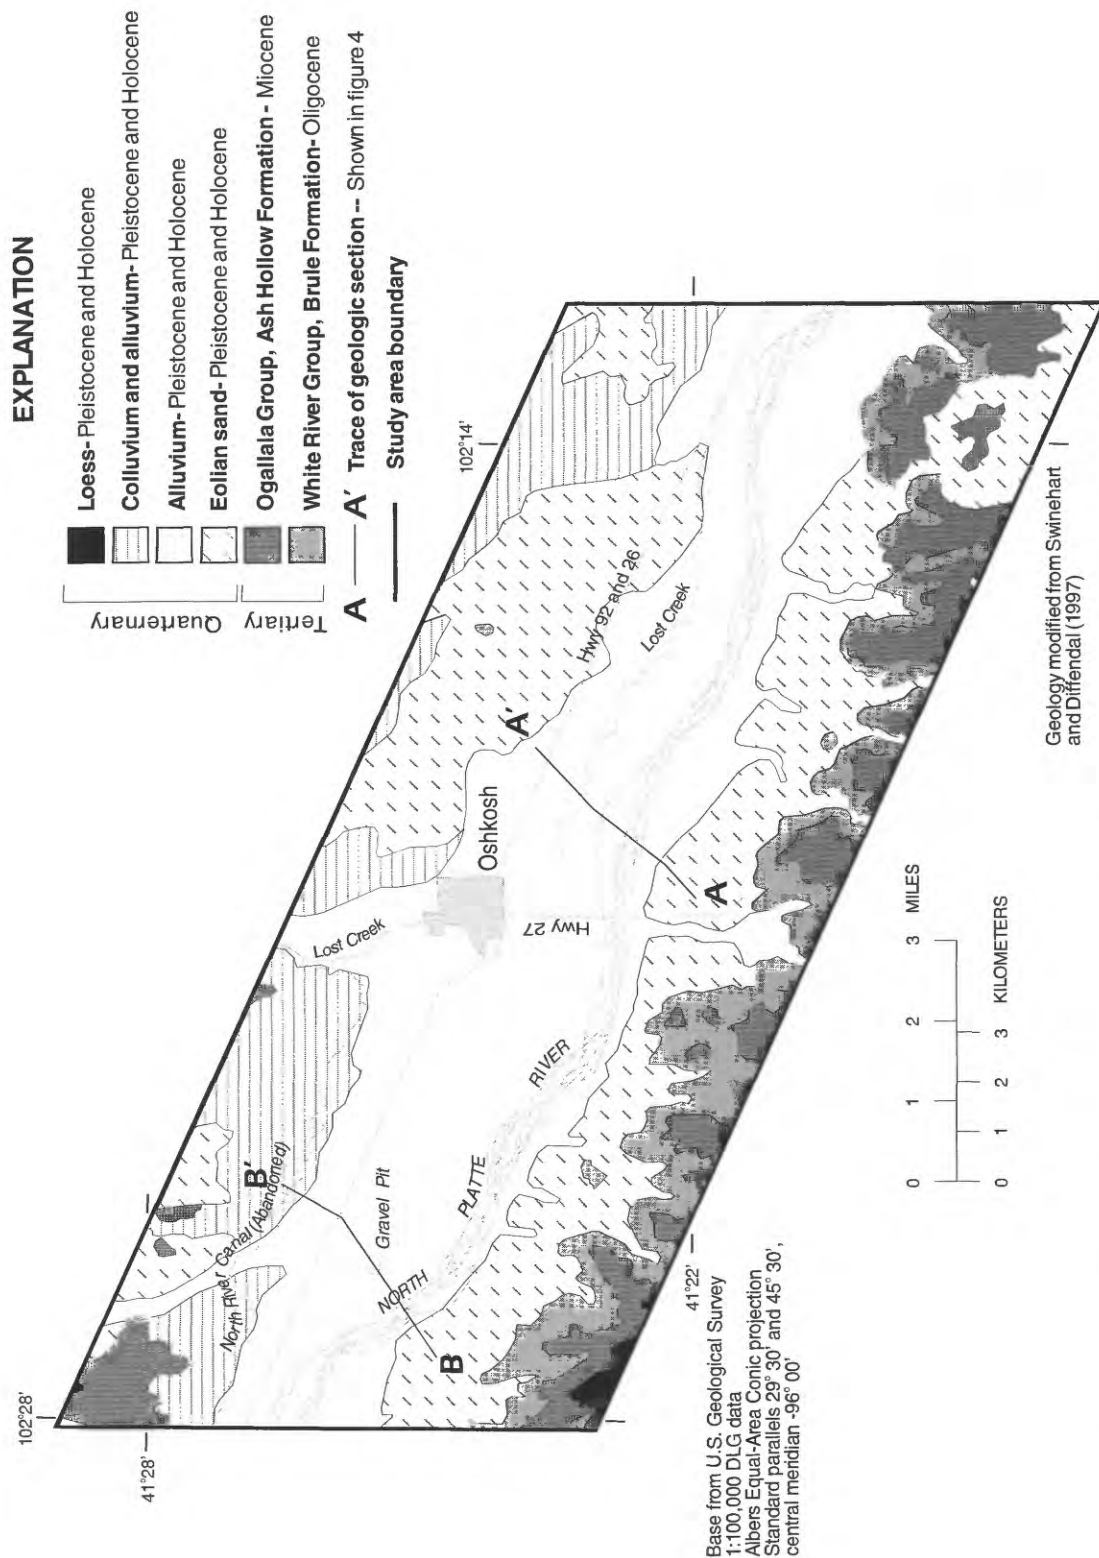 EXPLANATION
Quaternary
Loess- Pleistocene and Holocene
Colluvium and alluvium- Pleistocene and Holocene
Alluvium- Pleistocene and Holocene
Eolian sand- Pleistocene and Holocene
Tertiary
Ogallala Group, Ash Hollow Formation - Miocene
White River Group, Brule Formation- Oligocene
A A' Trace of geologic section -- Shown in figure 4
Study area boundary
102°28'
102°14'
41°28'
41°22'
North River Canal (Abandoned)
B'
Gravel Pit
B
NORTH
PLATTE
RIVER
Lost Creek
Oshkosh
Hwy 27
A'
A
Hwy 92 and 26
Lost Creek
Base from U.S. Geological Survey
1:100,000 DLG data
Albers Equal-Area Conic projection
Standard parallels 29° 30' and 45° 30',
central meridian -96° 00'
0 1 2 3 MILES
0 1 2 3 KILOMETERS
Geology modified from Swinehart
and Diffendal (1997)